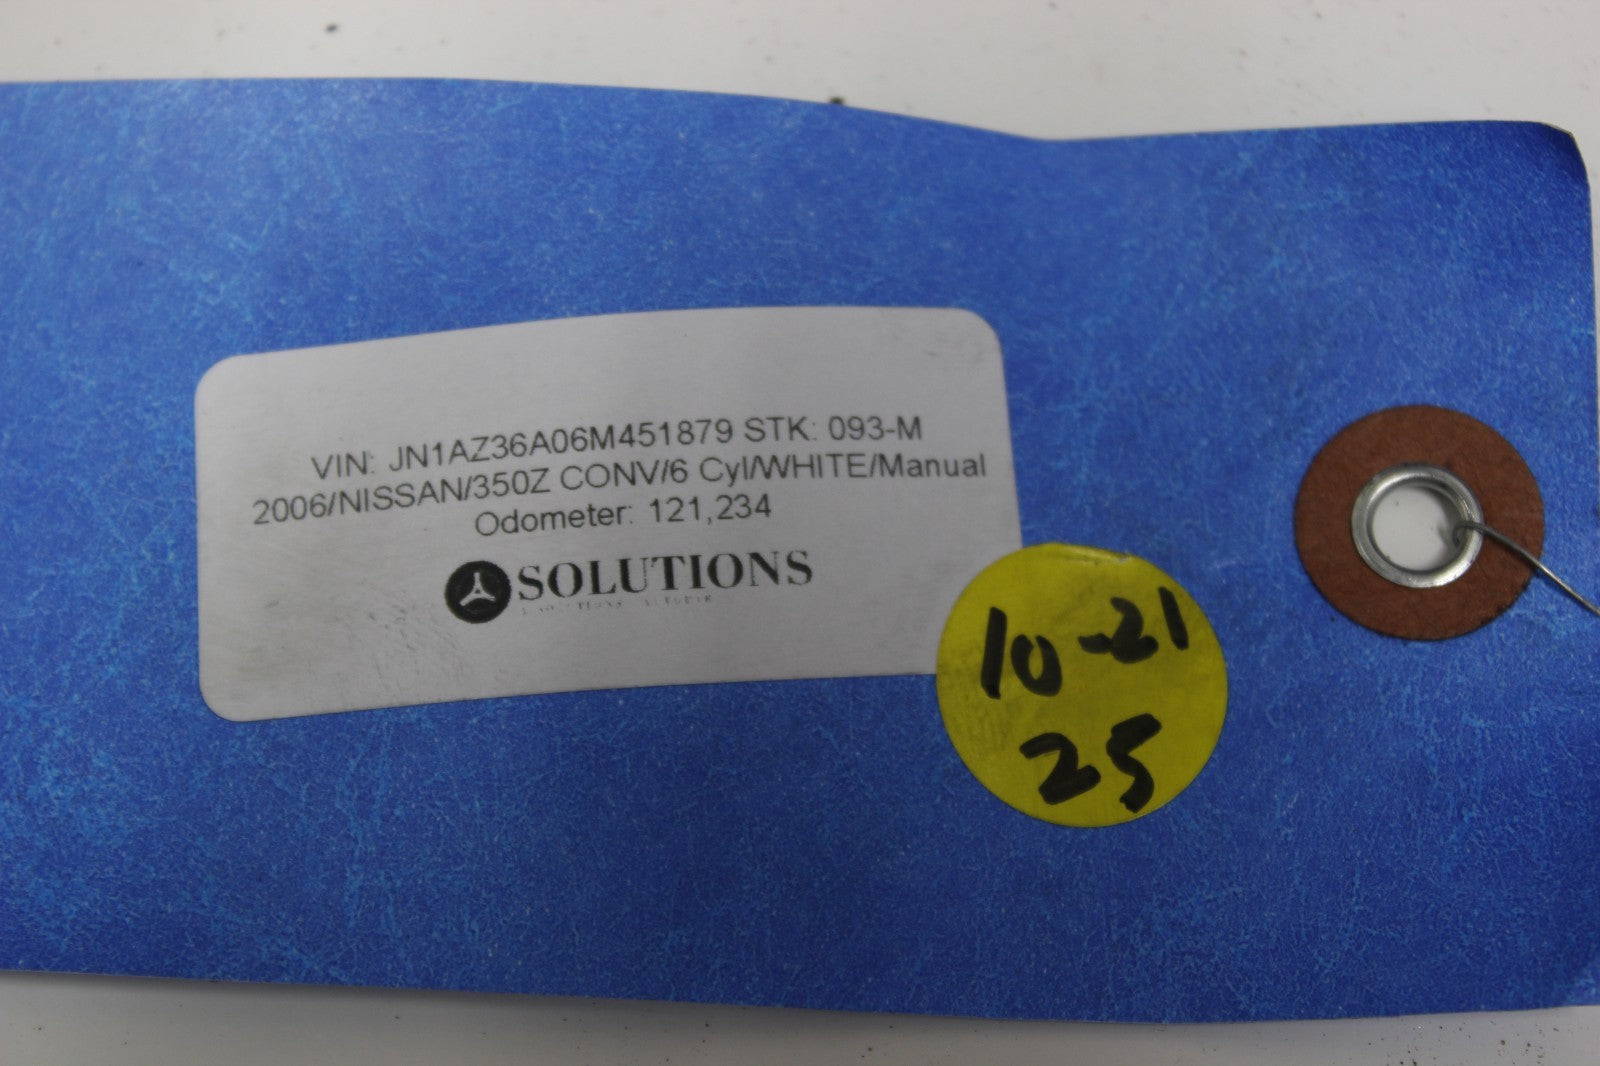 VIN: JN1AZ36A06M451879 STK: 093-M
2006/NISSAN/350Z CONV/6 Cyl/WHITE/Manual
Odometer: 121,234
SOLUTIONS
10-21
25